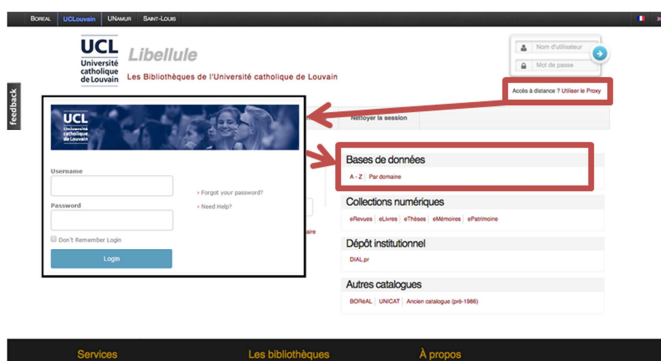 BOREAL UCLouvain UNAMUR SAINT-LOUIS
UCL
Université
catholique
de Louvain
Libellule
Les Bibliothèques de l'Université catholique de Louvain
Nom d'utilisateur
Mot de passe
Accès à distance ? Utiliser le Proxy
feedback
Nettoyer la session
UCL
Université
catholique
de Louvain
Username
Password
Don't Remember Login
Login
› Forgot your password?
› Need Help?
aire
Bases de données
A - Z | Par domaine
Collections numériques
eRevues | eLivres | eThèses | eMémoires | ePatrimoine
Dépôt institutionnel
DIAL.pr
Autres catalogues
BORéAL | UNICAT | Ancien catalogue (pré-1986)
Services
Les bibliothèques
À propos